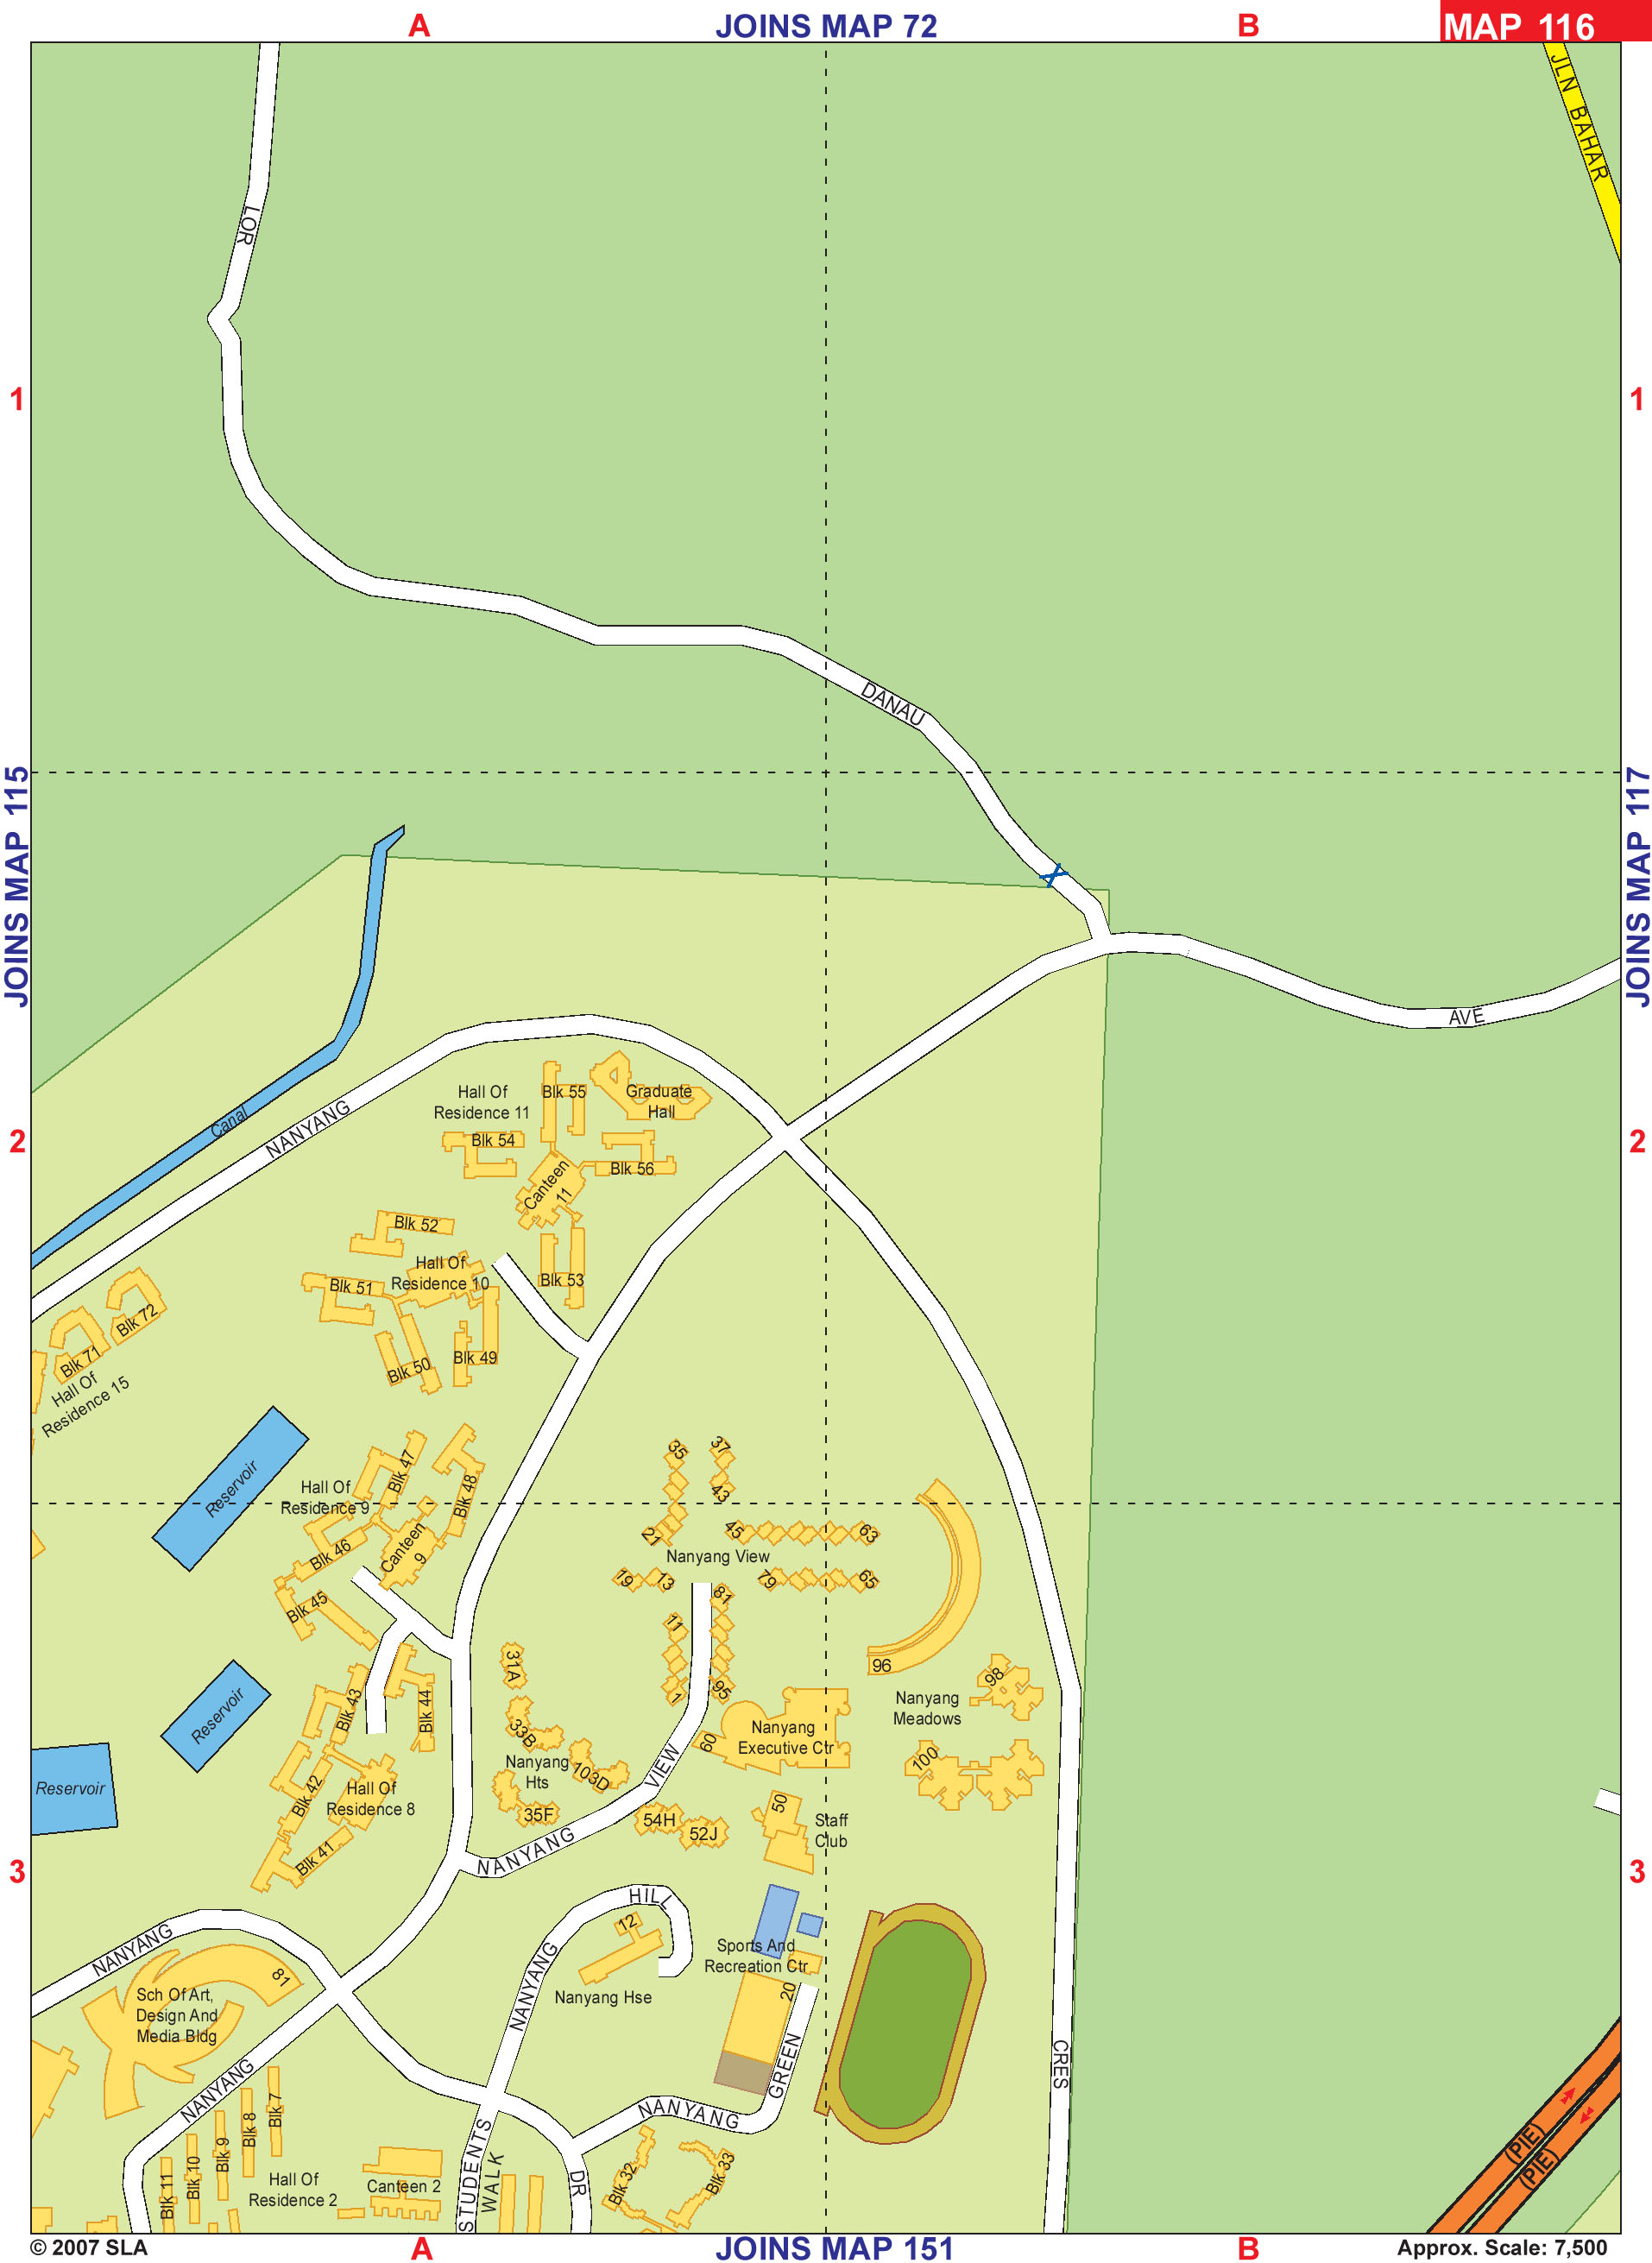 A
JOINS MAP 72
B
MAP 116
JLN BAHAR
LOR
1
1
DANAU
JOINS MAP 115
JOINS MAP 117
AVE
Canal
NANYANG
Hall Of
Residence 11
Blk 55
Graduate
Hall
Blk 54
Blk 56
Canteen
11
2
2
Blk 52
Hall Of
Residence 10
Blk 51
Blk 53
Blk 50
Blk 49
Blk 72
Blk 71
Hall Of
Residence 15
Reservoir
Hall Of
Residence 9
Blk 47
Blk 48
Canteen
9
Blk 46
Blk 45
35
37
43
21
45
63
Nanyang View
19
13
79
65
11
81
1
95
96
98
Nanyang
Meadows
100
31A
33B
Nanyang
Hts
103D
35F
54H
52J
60
Nanyang
Executive Ctr
VIEW
NANYANG
50
Staff
Club
Reservoir
Reservoir
Blk 43
Blk 44
Blk 42
Hall Of
Residence 8
Blk 41
3
3
HILL
12
NANYANG
Nanyang Hse
Sports And
Recreation Ctr
20
GREEN
NANYANG
NANYANG
81
Sch Of Art,
Design And
Media Bldg
NANYANG
CRES
Blk 7
Blk 8
Blk 9
Blk 10
Blk 11
Hall Of
Residence 2
Canteen 2
STUDENTS
WALK
DR
Blk 32
Blk 33
(PIE)
(PIE)
© 2007 SLA
A
JOINS MAP 151
B
Approx. Scale: 7,500